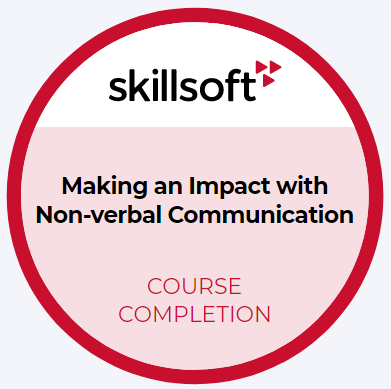 skillsoft
Making an Impact with
Non-verbal Communication
COURSE
COMPLETION